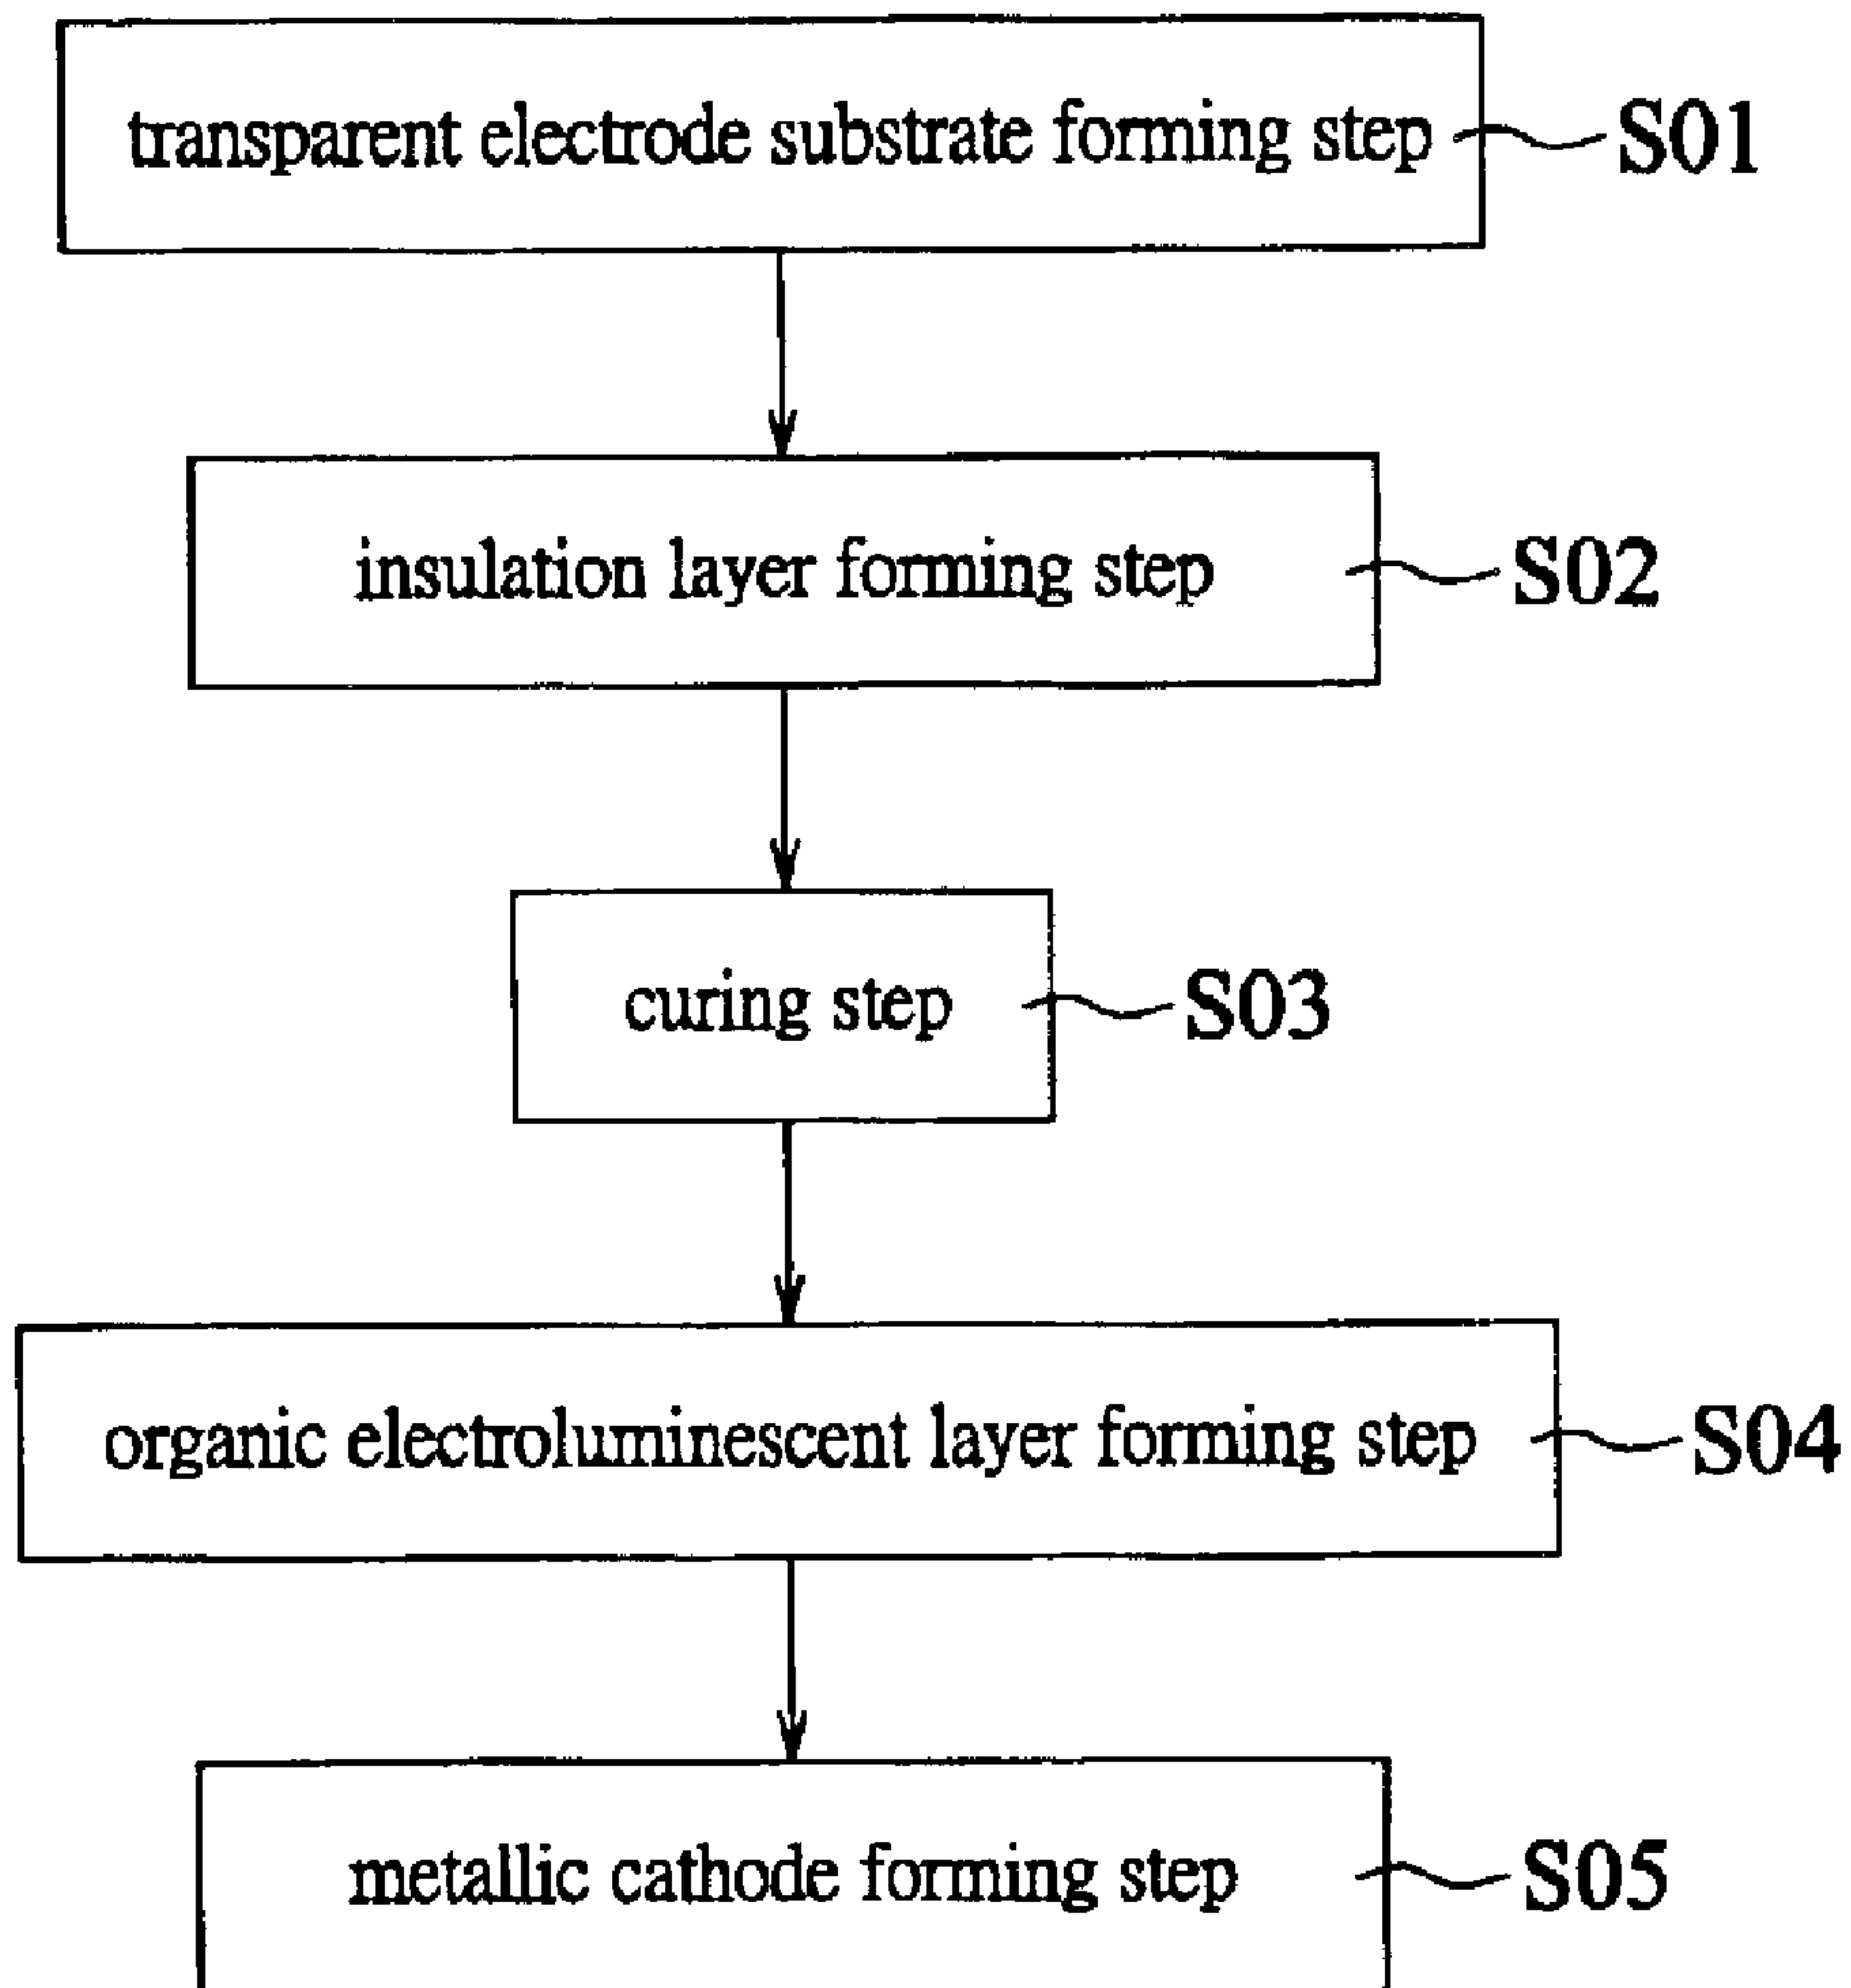 transparent electrode substrate forming step S01
insulation layer forming step S02
curing step S03
organic electroluminescent layer forming step S04
metallic cathode forming step S05